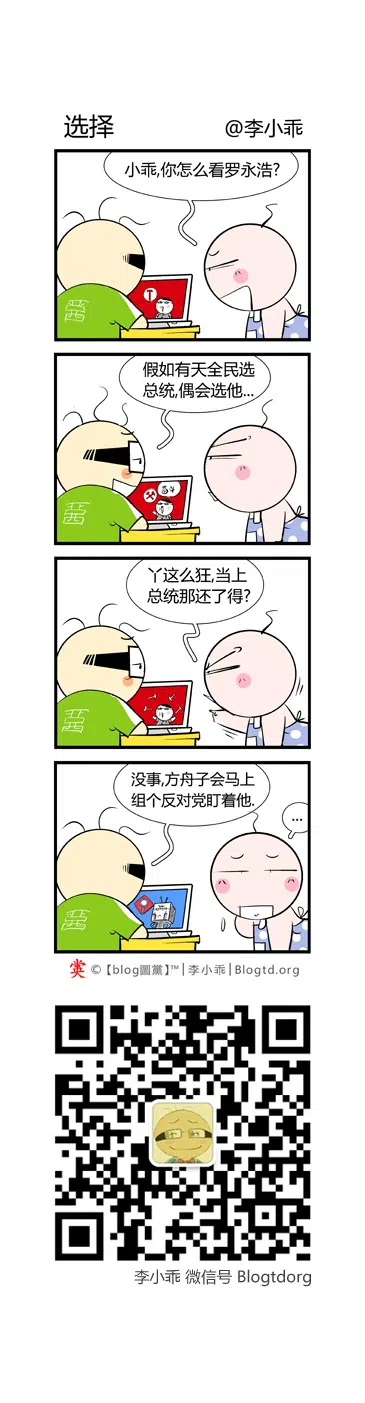 选择
@李小乖
小乖,你怎么看罗永浩?
假如有天全民选
总统,偶会选他...
丫这么狂,当上
总统那还了得?
没事,方舟子会马上
组个反对党盯着他.
...
©【blog圖黨】™|李小乖|Blogtd.org
李小乖 微信号 Blogtdorg